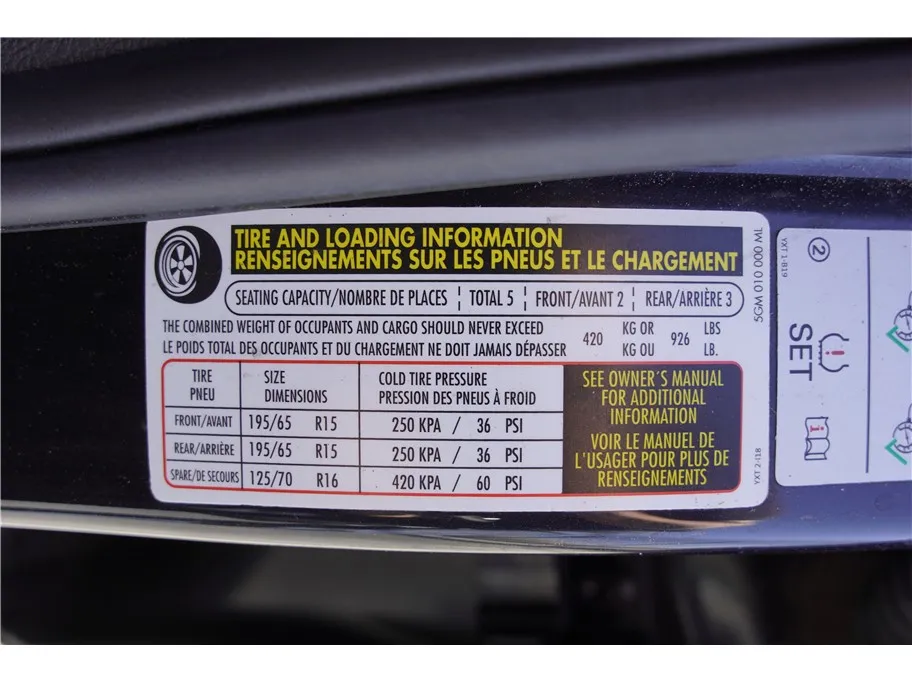 TIRE AND LOADING INFORMATION
RENSEIGNEMENTS SUR LES PNEUS ET LE CHARGEMENT
SEATING CAPACITY/NOMBRE DE PLACES ¦ TOTAL 5 ¦ FRONT/AVANT 2 ¦ REAR/ARRIÈRE 3
THE COMBINED WEIGHT OF OCCUPANTS AND CARGO SHOULD NEVER EXCEED
LE POIDS TOTAL DES OCCUPANTS ET DU CHARGEMENT NE DOIT JAMAIS DÉPASSER
420 KG OR 926 LBS
KG OU LB.
TIRE SIZE COLD TIRE PRESSURE
PNEU DIMENSIONS PRESSION DES PNEUS À FROID
FRONT/AVANT 195/65 R15 250 KPA / 36 PSI
REAR/ARRIÈRE 195/65 R15 250 KPA / 36 PSI
SPARE/DE SECOURS 125/70 R16 420 KPA / 60 PSI
SEE OWNER'S MANUAL
FOR ADDITIONAL
INFORMATION
VOIR LE MANUEL DE
L'USAGER POUR PLUS DE
RENSEIGNEMENTS
5GM 010 000 ML
YXT 2-I18
YXT 1-B19
2
SET